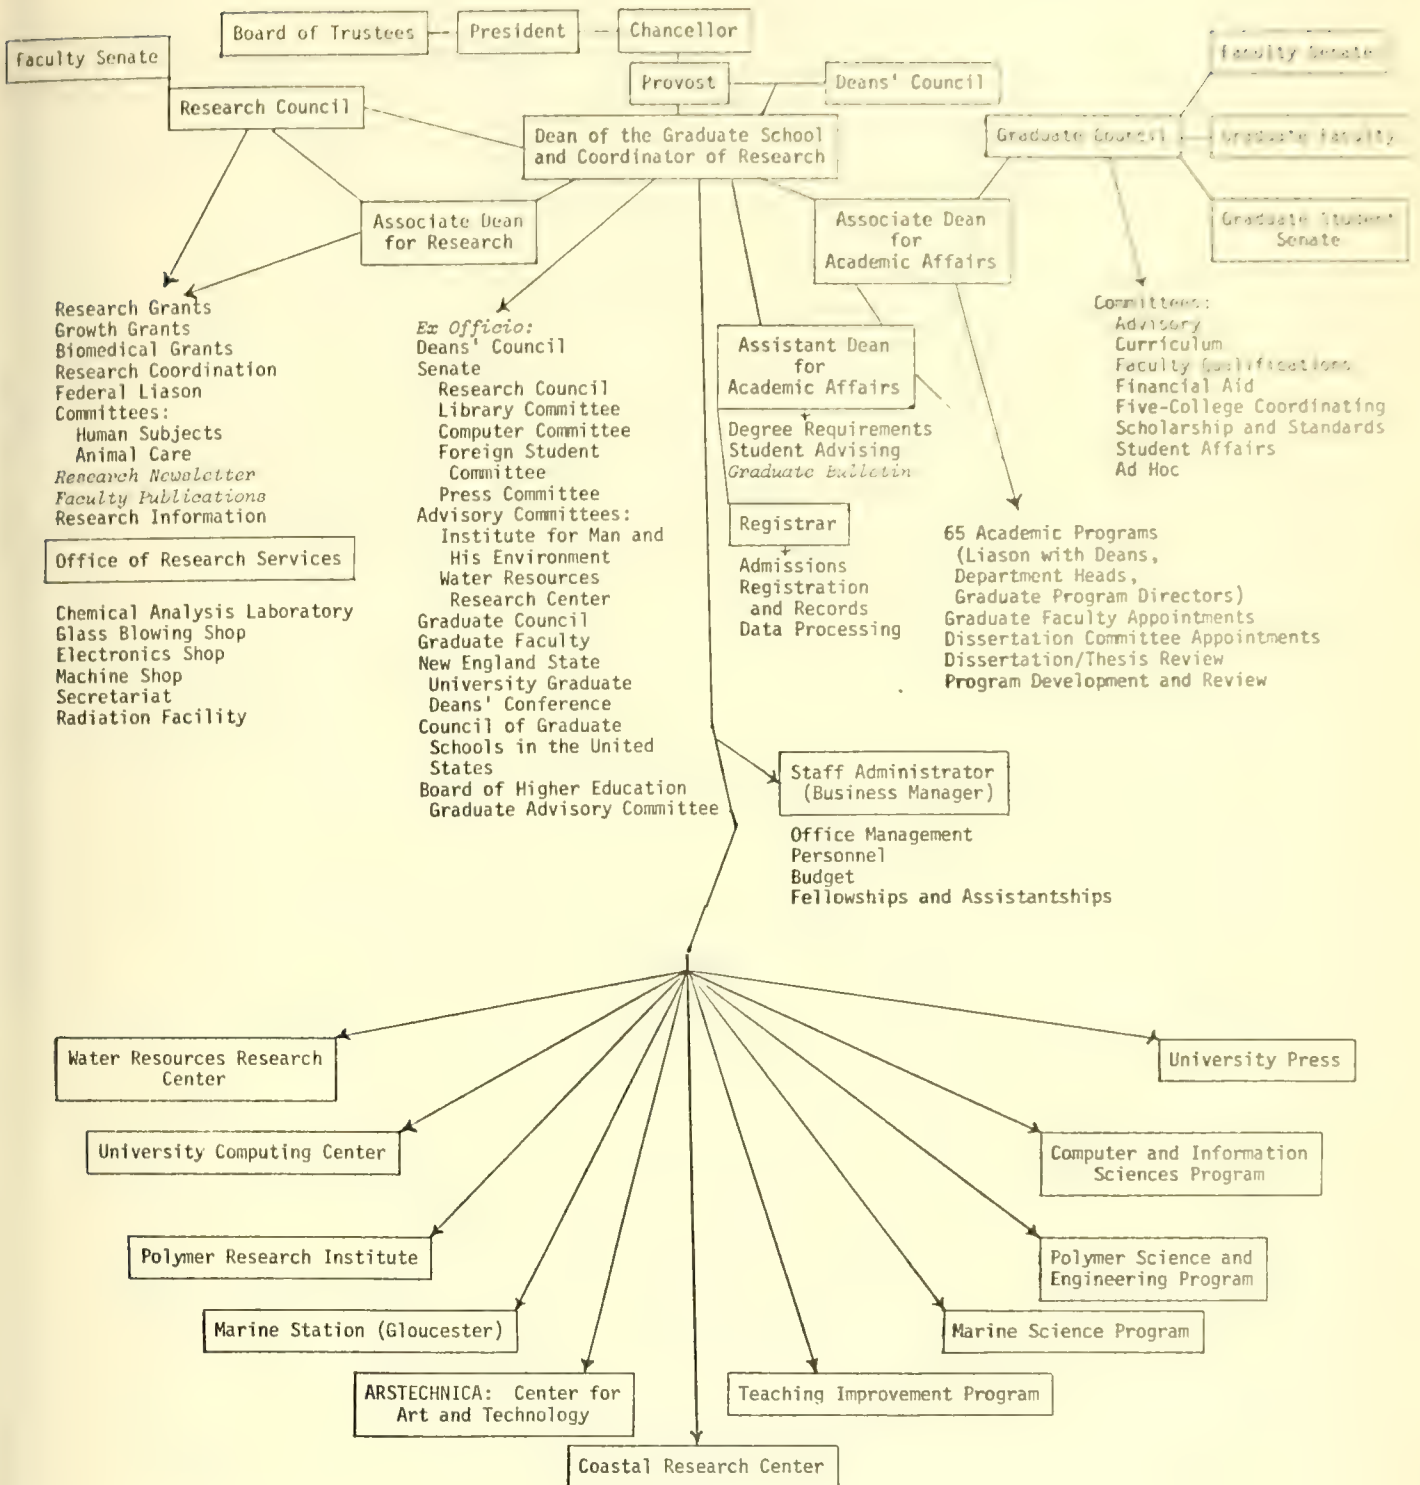 Board of Trustees
President
Chancellor
Faculty Senate
Faculty Senate
Provost
Deans' Council
Research Council
Dean of the Graduate School
and Coordinator of Research
Graduate Council
Graduate Faculty
Associate Dean
for Research
Associate Dean
for
Academic Affairs
Graduate Student
Senate
Research Grants
Growth Grants
Biomedical Grants
Research Coordination
Federal Liason
Committees:
Human Subjects
Animal Care
Research Newsletter
Faculty Publications
Research Information
Office of Research Services
Chemical Analysis Laboratory
Glass Blowing Shop
Electronics Shop
Machine Shop
Secretariat
Radiation Facility
Ex Officio:
Deans' Council
Senate
Research Council
Library Committee
Computer Committee
Foreign Student
Committee
Press Committee
Advisory Committees:
Institute for Man and
His Environment
Water Resources
Research Center
Graduate Council
Graduate Faculty
New England State
University Graduate
Deans' Conference
Council of Graduate
Schools in the United
States
Board of Higher Education
Graduate Advisory Committee
Assistant Dean
for
Academic Affairs
Degree Requirements
Student Advising
Graduate Bulletin
Registrar
Admissions
Registration
and Records
Data Processing
Committees:
Advisory
Curriculum
Faculty Qualifications
Financial Aid
Five-College Coordinating
Scholarship and Standards
Student Affairs
Ad Hoc
65 Academic Programs
(Liason with Deans,
Department Heads,
Graduate Program Directors)
Graduate Faculty Appointments
Dissertation Committee Appointments
Dissertation/Thesis Review
Program Development and Review
Staff Administrator
(Business Manager)
Office Management
Personnel
Budget
Fellowships and Assistantships
Water Resources Research
Center
University Press
University Computing Center
Computer and Information
Sciences Program
Polymer Research Institute
Polymer Science and
Engineering Program
Marine Station (Gloucester)
Marine Science Program
ARSTECHNICA: Center for
Art and Technology
Teaching Improvement Program
Coastal Research Center